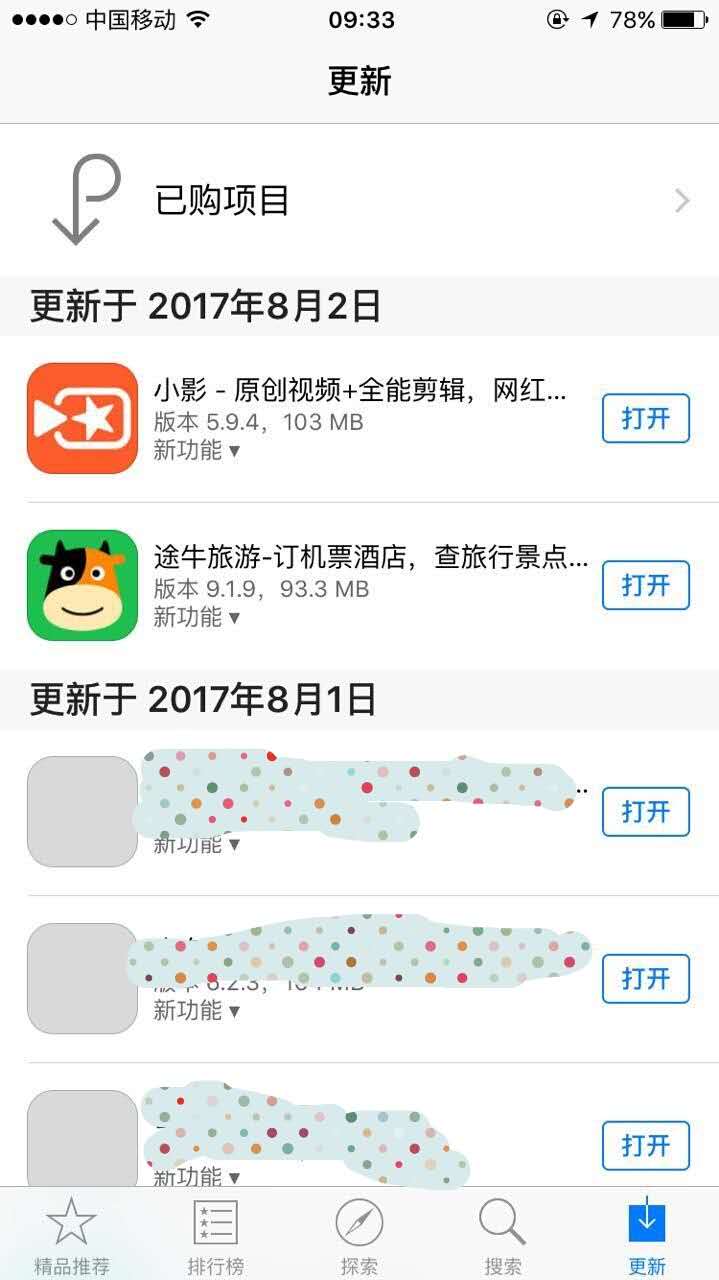 中国移动 09:33 78%
更新
已购项目
更新于 2017年8月2日
小影 - 原创视频+全能剪辑，网红...
版本 5.9.4，103 MB
新功能 ▾
打开
途牛旅游-订机票酒店，查旅行景点...
版本 9.1.9，93.3 MB
新功能 ▾
打开
更新于 2017年8月1日
新功能 ▾
打开
版本 6.2.3，
新功能 ▾
打开
新功能 ▾
打开
精品推荐 排行榜 探索 搜索 更新